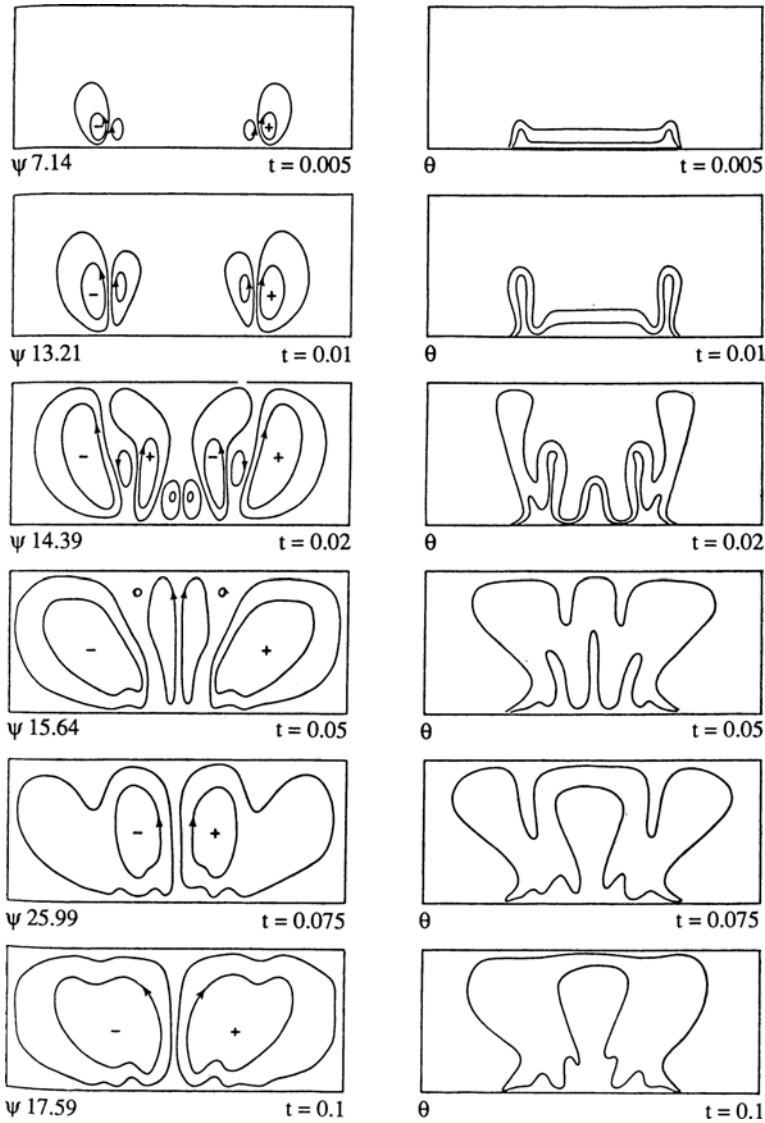 - +
ψ 7.14 t = 0.005 θ t = 0.005
- +
ψ 13.21 t = 0.01 θ t = 0.01
- + - +
ψ 14.39 t = 0.02 θ t = 0.02
- +
ψ 15.64 t = 0.05 θ t = 0.05
- +
ψ 25.99 t = 0.075 θ t = 0.075
- +
ψ 17.59 t = 0.1 θ t = 0.1